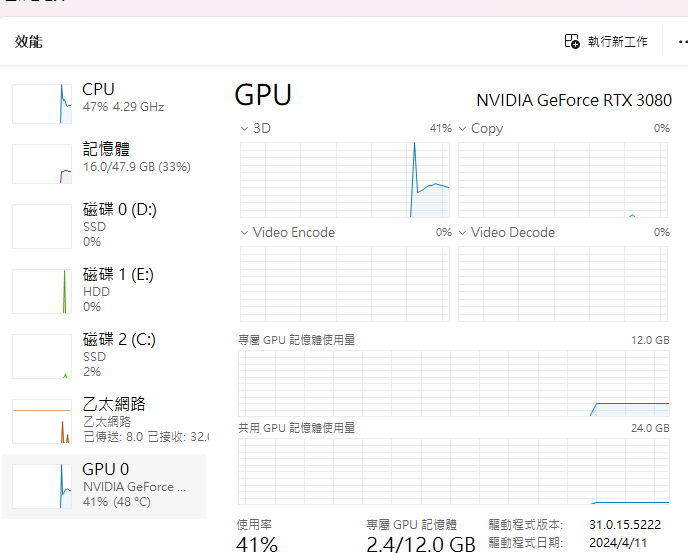 效能
執行新工作
CPU
47% 4.29 GHz
記憶體
16.0/47.9 GB (33%)
磁碟 0 (D:)
SSD
0%
磁碟 1 (E:)
HDD
0%
磁碟 2 (C:)
SSD
2%
乙太網路
乙太網路
已傳送: 8.0 已接收: 32.
GPU 0
NVIDIA GeForce ...
41% (48 °C)
GPU
NVIDIA GeForce RTX 3080
3D 41%
Copy 0%
Video Encode 0%
Video Decode 0%
專屬 GPU 記憶體使用量 12.0 GB
共用 GPU 記憶體使用量 24.0 GB
使用率
41%
專屬 GPU 記憶體
2.4/12.0 GB
驅動程式版本: 31.0.15.5222
驅動程式日期: 2024/4/11